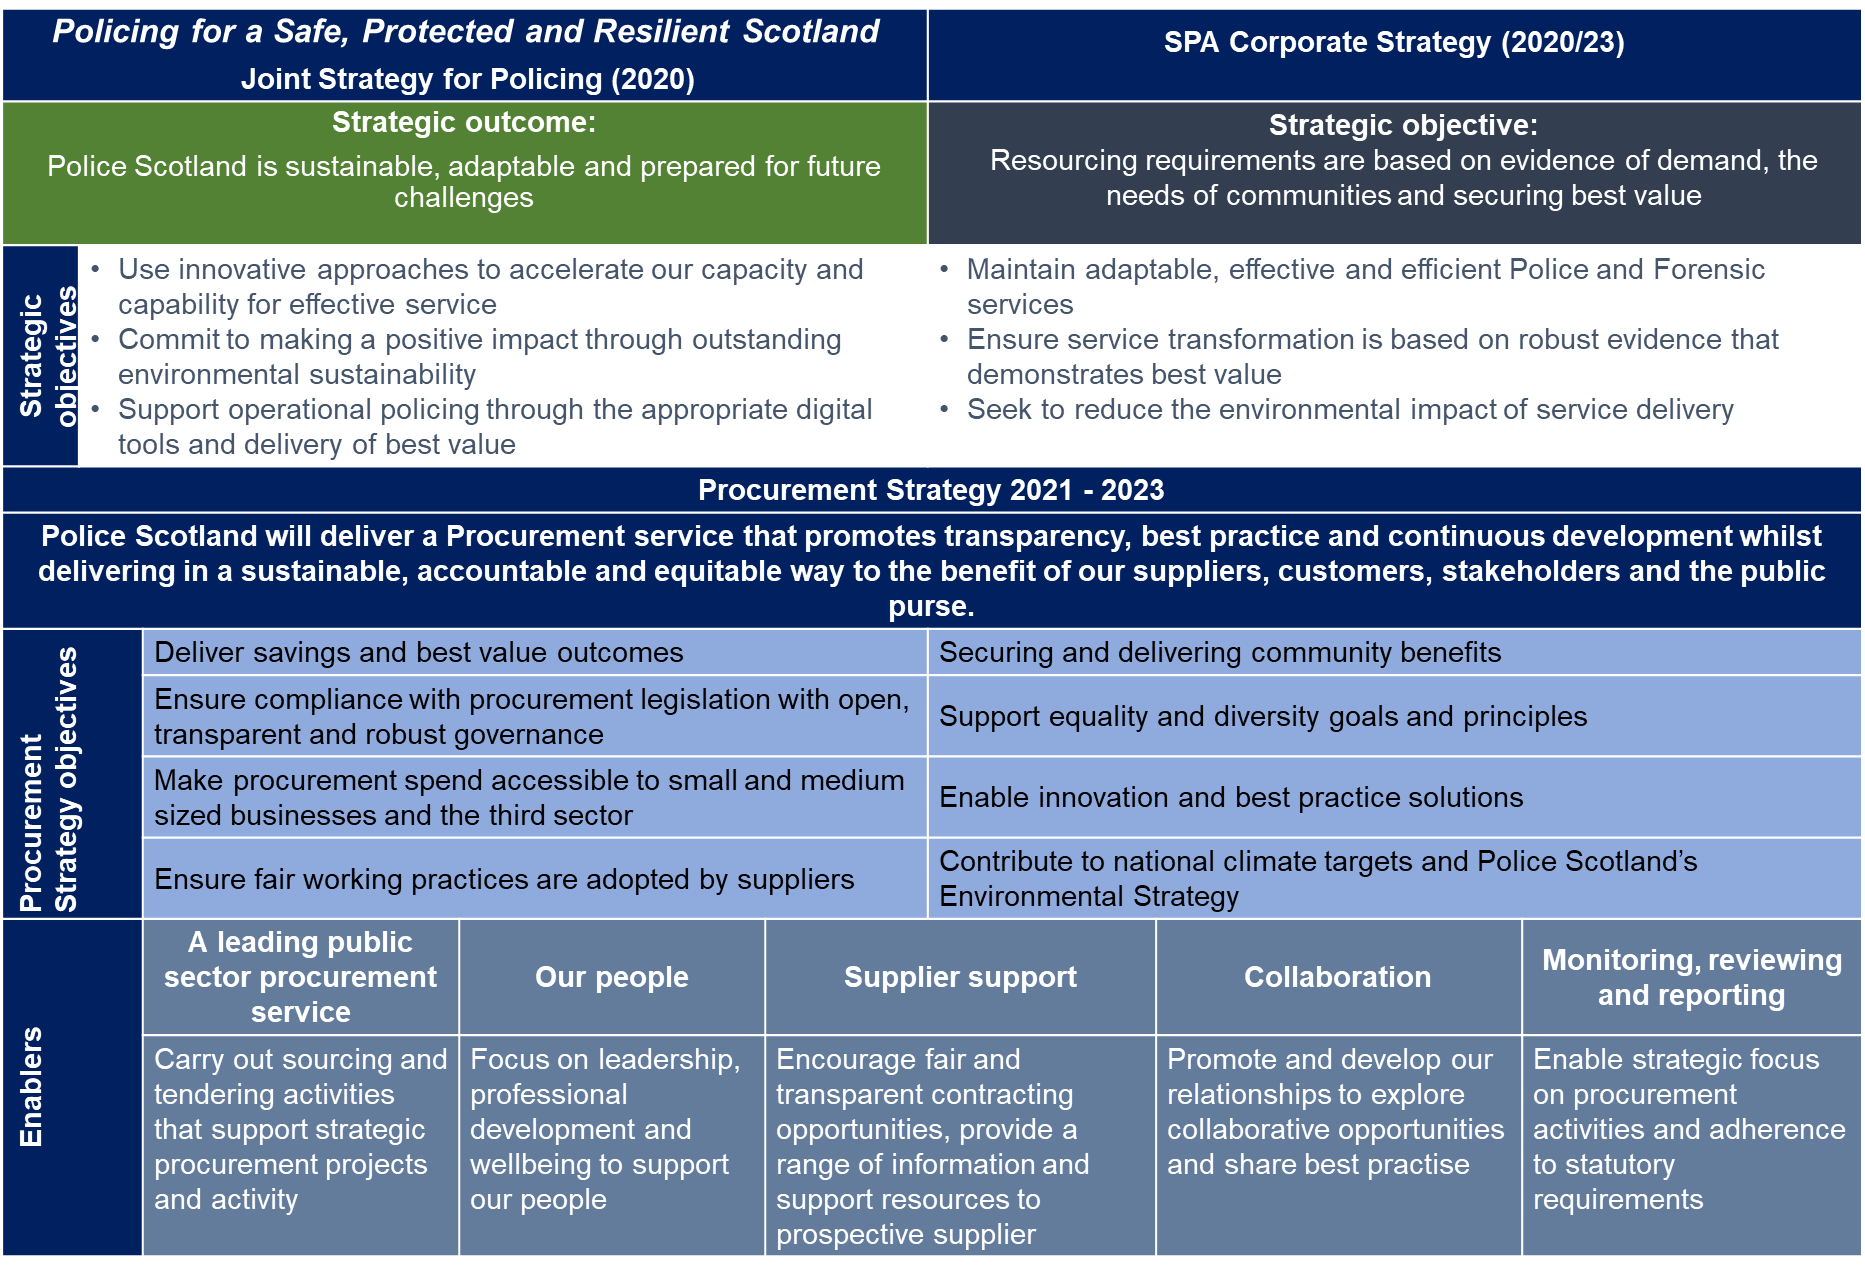 Policing for a Safe, Protected and Resilient Scotland
Joint Strategy for Policing (2020)
SPA Corporate Strategy (2020/23)
Strategic outcome:
Police Scotland is sustainable, adaptable and prepared for future
challenges
Strategic objective:
Resourcing requirements are based on evidence of demand, the
needs of communities and securing best value
Strategic
objectives
• Use innovative approaches to accelerate our capacity and
capability for effective service
• Commit to making a positive impact through outstanding
environmental sustainability
• Support operational policing through the appropriate digital
tools and delivery of best value
• Maintain adaptable, effective and efficient Police and Forensic
services
• Ensure service transformation is based on robust evidence that
demonstrates best value
• Seek to reduce the environmental impact of service delivery
Procurement Strategy 2021 - 2023
Police Scotland will deliver a Procurement service that promotes transparency, best practice and continuous development whilst
delivering in a sustainable, accountable and equitable way to the benefit of our suppliers, customers, stakeholders and the public
purse.
Procurement
Strategy objectives
Deliver savings and best value outcomes
Securing and delivering community benefits
Ensure compliance with procurement legislation with open,
transparent and robust governance
Support equality and diversity goals and principles
Make procurement spend accessible to small and medium
sized businesses and the third sector
Enable innovation and best practice solutions
Ensure fair working practices are adopted by suppliers
Contribute to national climate targets and Police Scotland's
Environmental Strategy
Enablers
A leading public
sector procurement
service
Our people
Supplier support
Collaboration
Monitoring, reviewing
and reporting
Carry out sourcing and
tendering activities
that support strategic
procurement projects
and activity
Focus on leadership,
professional
development and
wellbeing to support
our people
Encourage fair and
transparent contracting
opportunities, provide a
range of information and
support resources to
prospective supplier
Promote and develop our
relationships to explore
collaborative opportunities
and share best practise
Enable strategic focus
on procurement
activities and adherence
to statutory
requirements